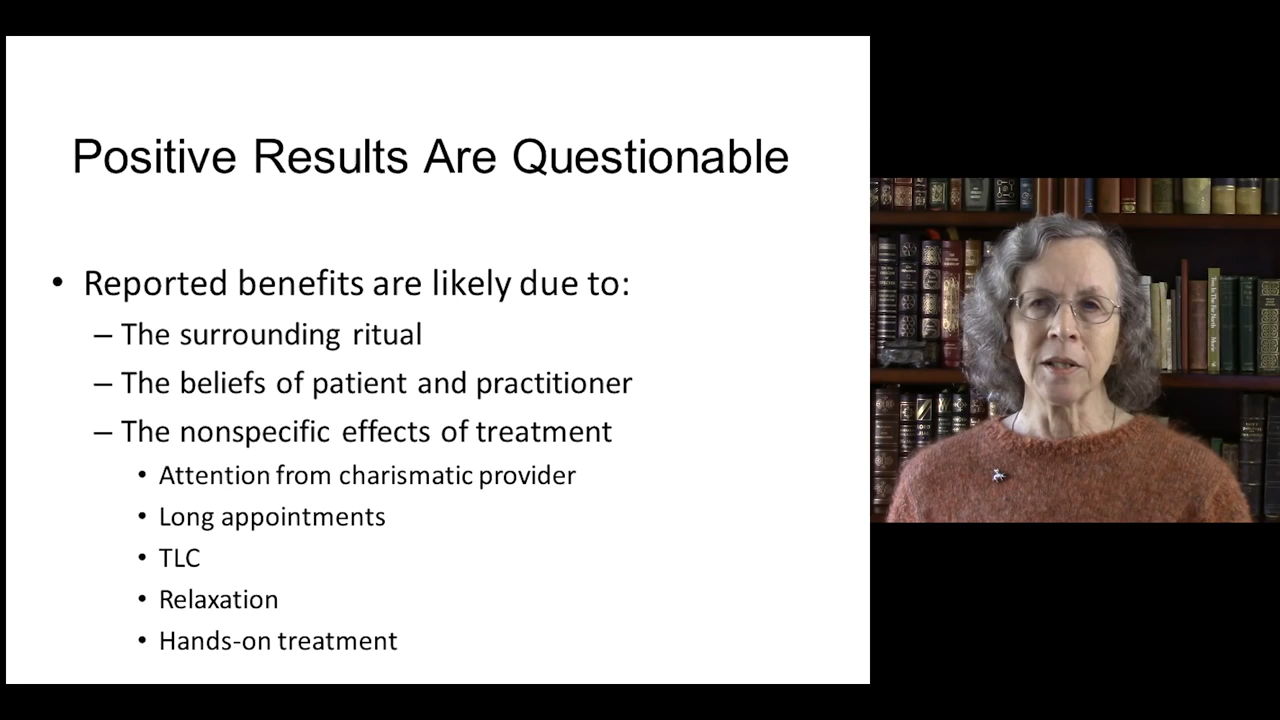 Positive Results Are Questionable
• Reported benefits are likely due to:
– The surrounding ritual
– The beliefs of patient and practitioner
– The nonspecific effects of treatment
• Attention from charismatic provider
• Long appointments
• TLC
• Relaxation
• Hands-on treatment